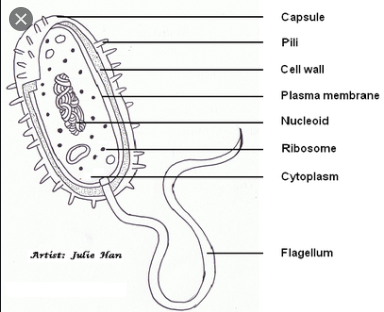 Capsule
Pili
Cell wall
Plasma membrane
Nucleoid
Ribosome
Cytoplasm
Flagellum
Artist: Julie Han